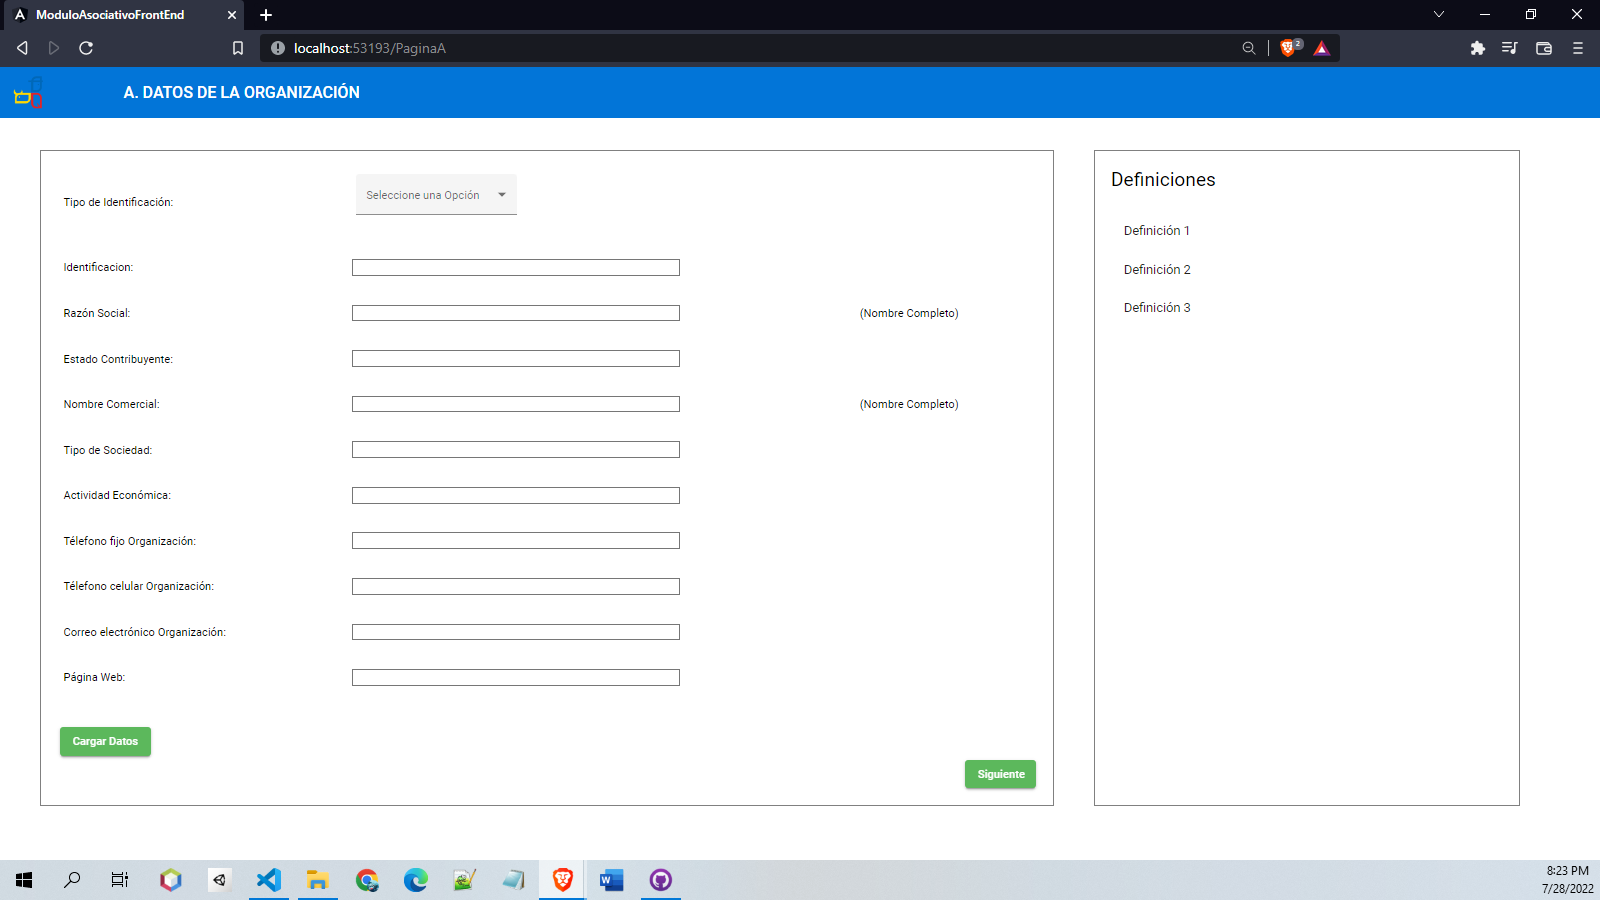 ModuloAsociativoFrontEnd
localhost:53193/PaginaA
2
A. DATOS DE LA ORGANIZACIÓN
Tipo de Identificación:
Seleccione una Opción
Identificacion:
Razón Social:
(Nombre Completo)
Estado Contribuyente:
Nombre Comercial:
(Nombre Completo)
Tipo de Sociedad:
Actividad Económica:
Télefono fijo Organización:
Télefono celular Organización:
Correo electrónico Organización:
Página Web:
Cargar Datos
Siguiente
Definiciones
Definición 1
Definición 2
Definición 3
8:23 PM
7/28/2022